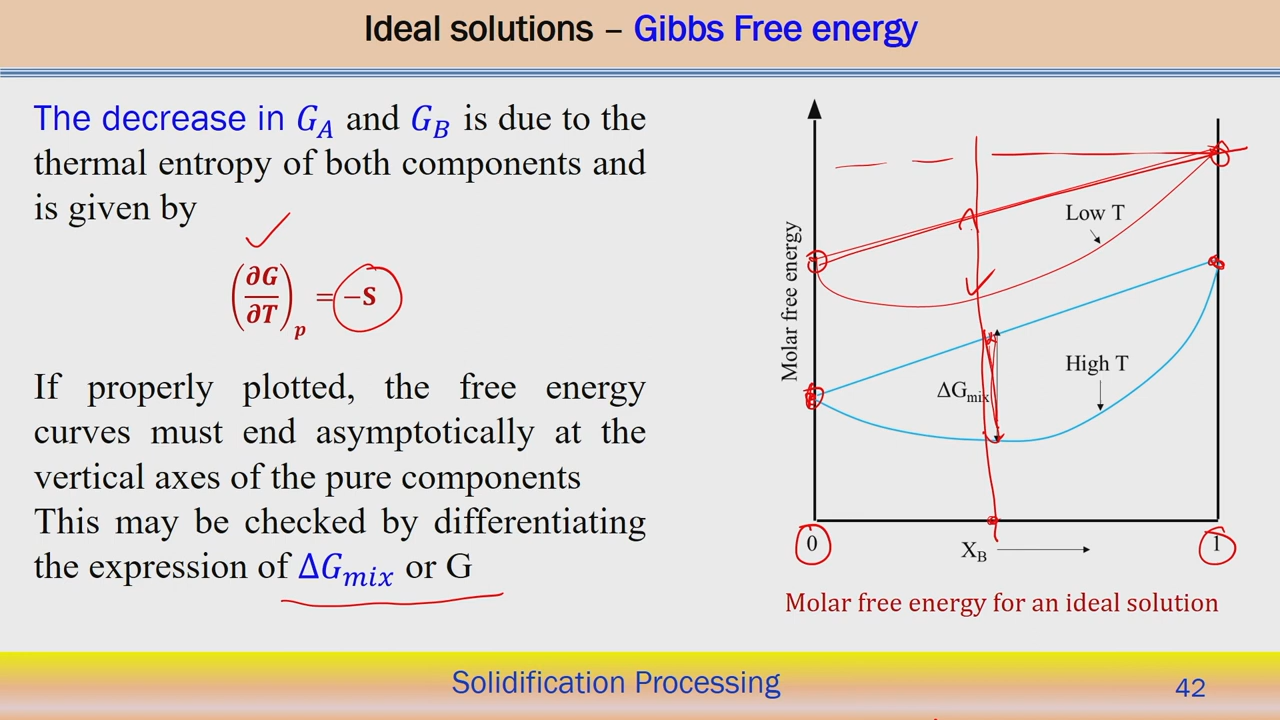 Ideal solutions – Gibbs Free energy
The decrease in G_A and G_B is due to the
thermal entropy of both components and
is given by
(∂G/∂T)_p = −S
If properly plotted, the free energy
curves must end asymptotically at the
vertical axes of the pure components
This may be checked by differentiating
the expression of ΔG_mix or G
Molar free energy
Low T
High T
ΔG_mix
0
X_B
1
Molar free energy for an ideal solution
Solidification Processing
42